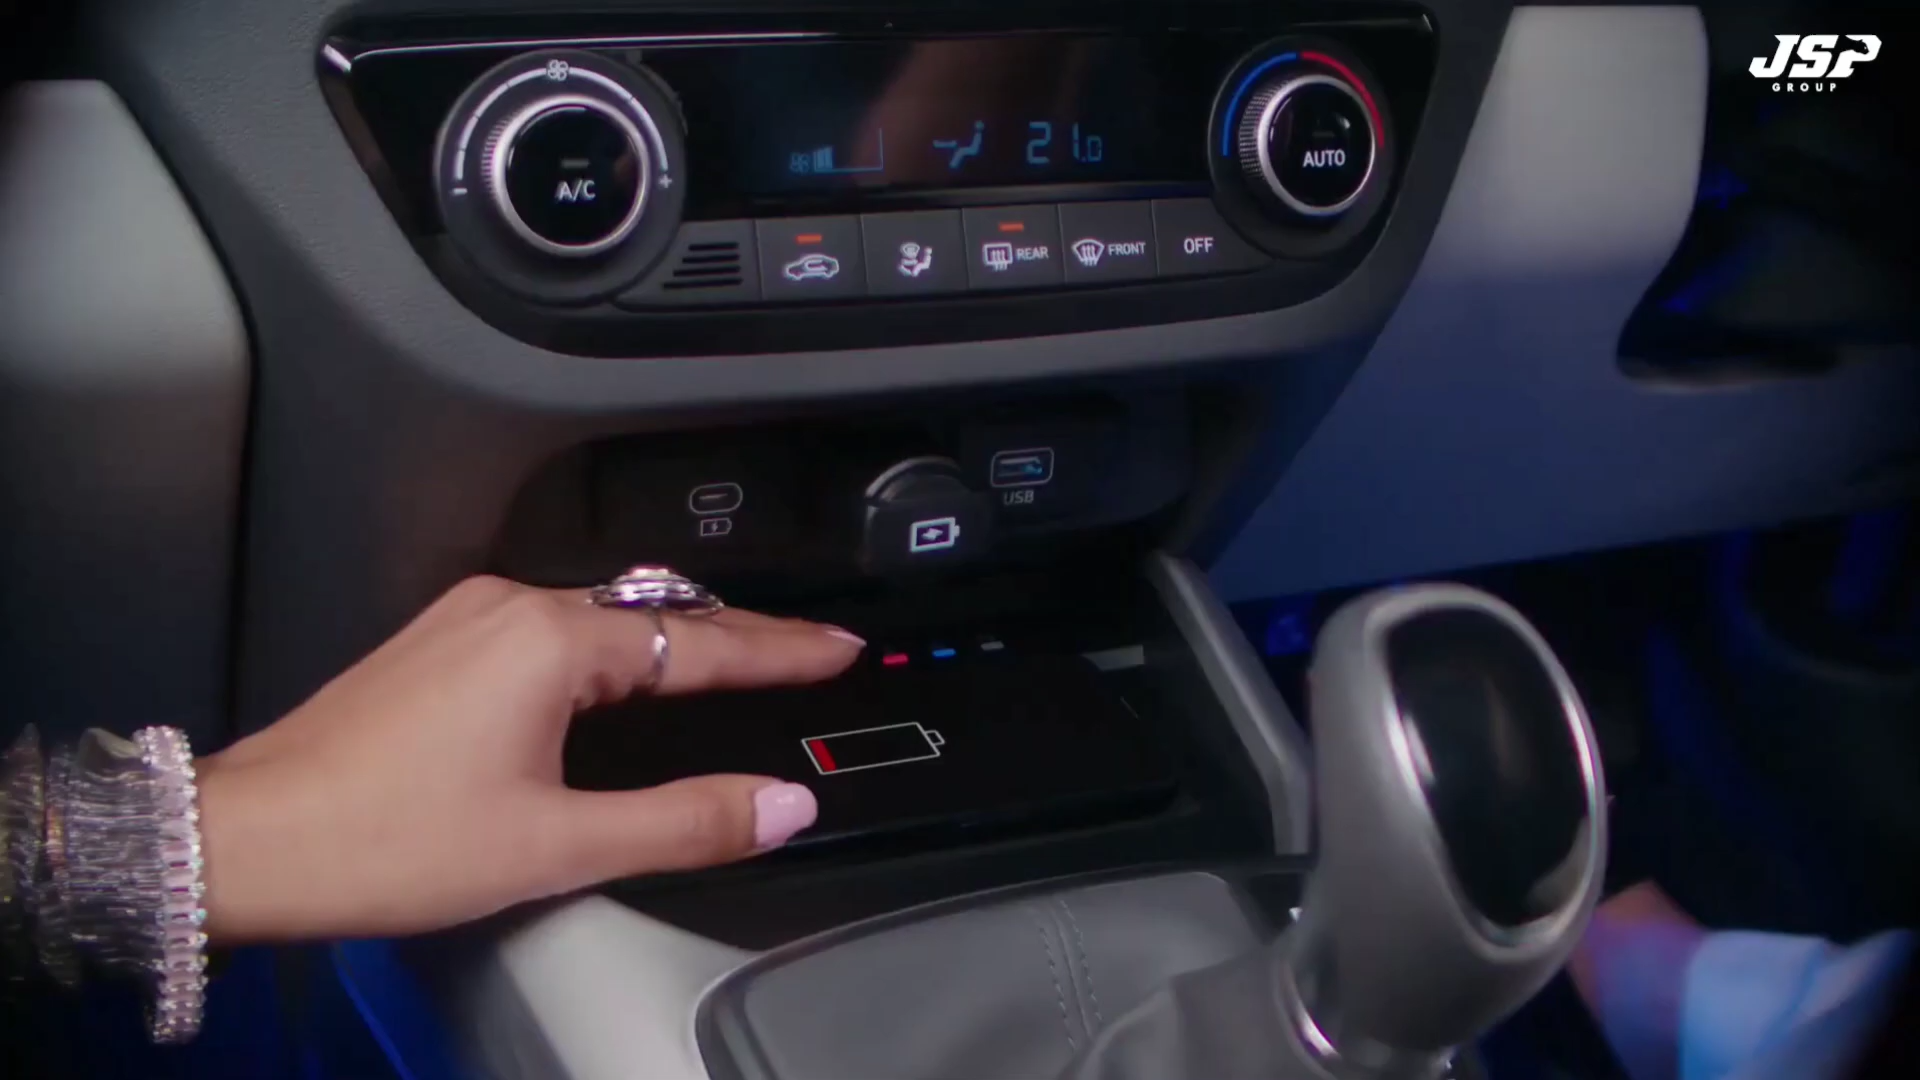 JSP
GROUP
A/C
21.0
AUTO
REAR
FRONT
OFF
USB